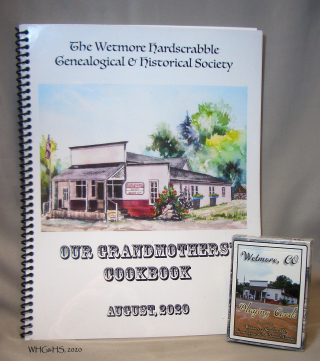 The Wetmore Hardscrabble
Genealogical & Historical Society
OUR GRANDMOTHERS'
COOKBOOK
AUGUST, 2020
Wetmore, CO
Playing Cards
WHG&HS, 2020